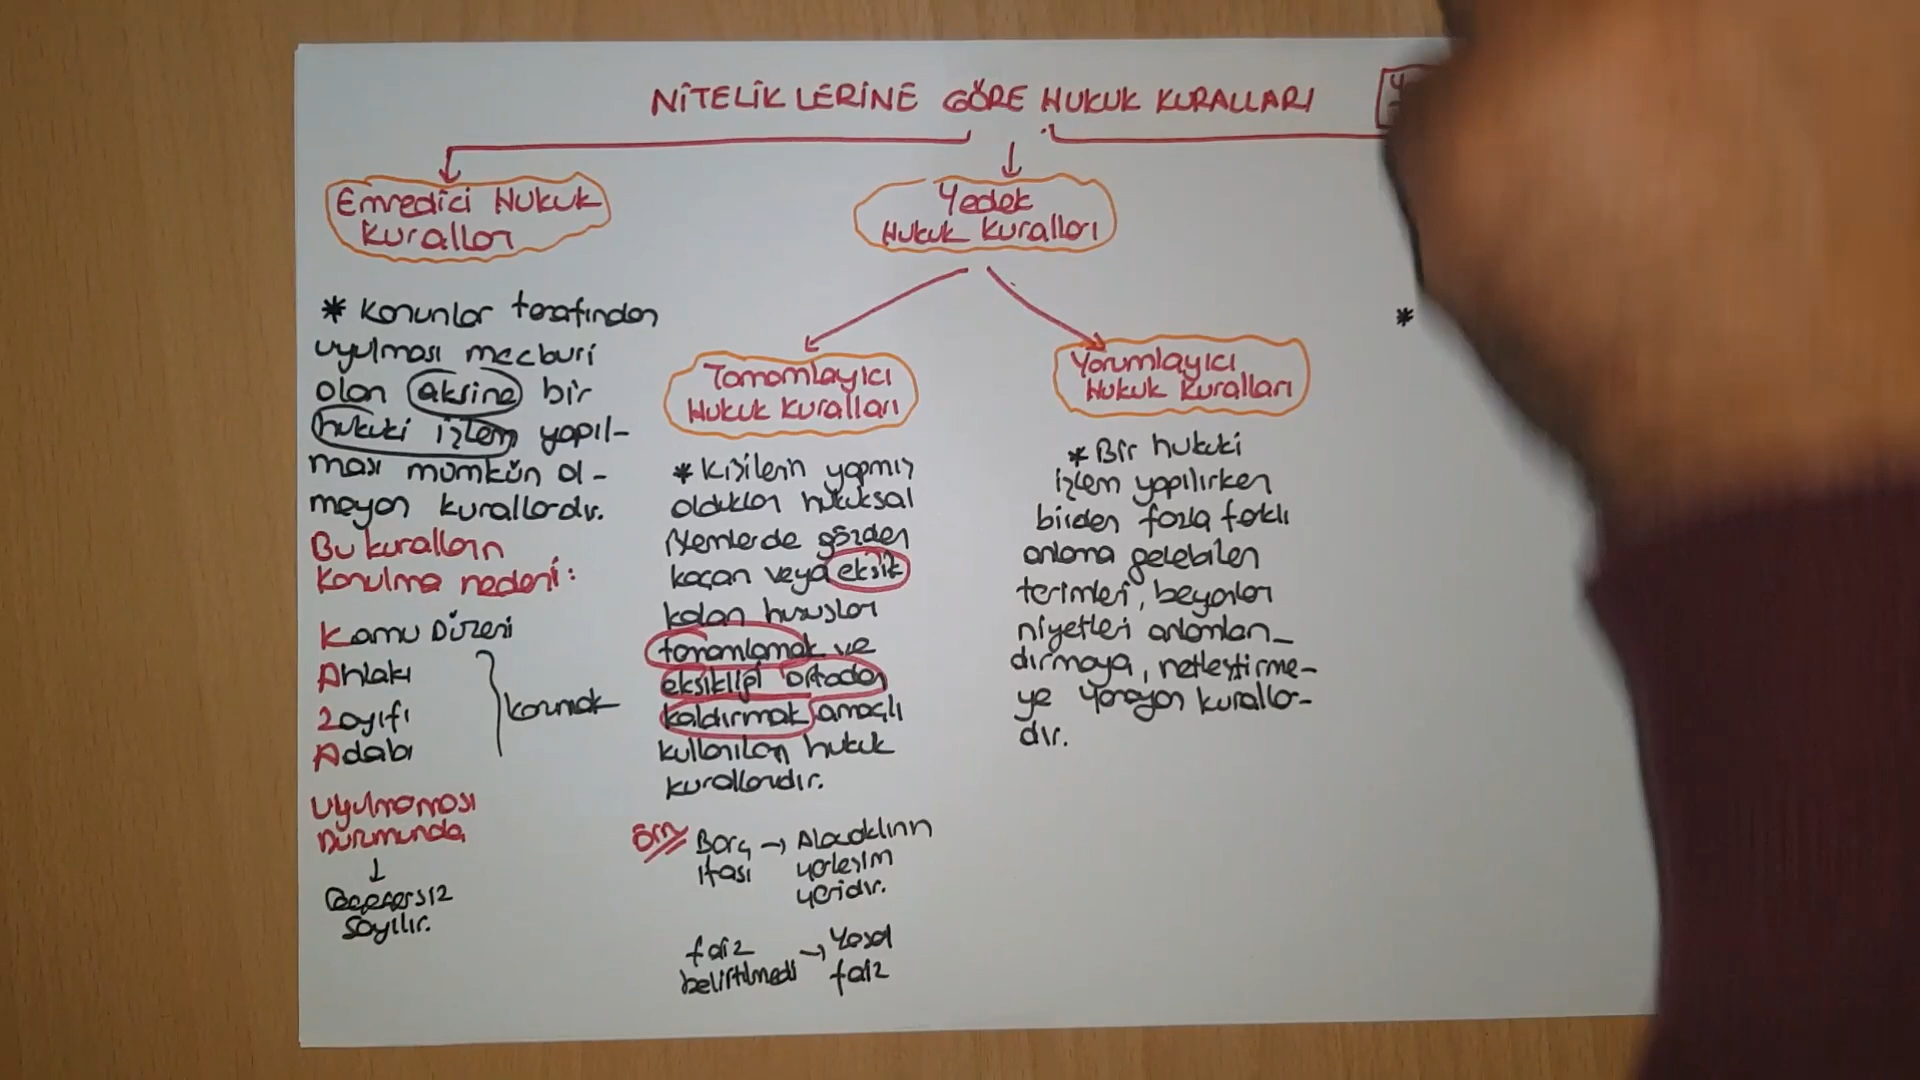 NİTELİKLERİNE GÖRE HUKUK KURALLARI
Emredici Hukuk
Kuralları
* Kanunlar tarafından
uyulması mecburi
olan aksine bir
hukuki işlem yapıl-
ması mümkün ol-
mayan kurallardır.
Bu kuralların
konulma nedeni:
Kamu Düzeni
Ahlakı
Zayıfı
Adabı
korumak
Uyulmaması
Durumunda
↓
Geçersiz
Sayılır.
Yedek
Hukuk Kuralları
Tamamlayıcı
Hukuk Kuralları
* Kişilerin yapmış
oldukları hukuksal
işlemlerde gözden
kaçan veya eksik
kalan hususları
tamamlamak ve
eksikliği ortadan
kaldırmak amaçlı
kullanılan hukuk
kurallarıdır.
Örn Borç → Alacaklının
ifası yerleşim
yeridir.
faiz → Yasal
belirtilmedi faiz
Yorumlayıcı
Hukuk Kuralları
* Bir hukuki
işlem yapılırken
birden fazla farklı
anlama gelebilen
terimleri, beyanları
niyetleri anlamlan-
dırmaya, netleştirme-
ye yarayan kurallar-
dır.
*